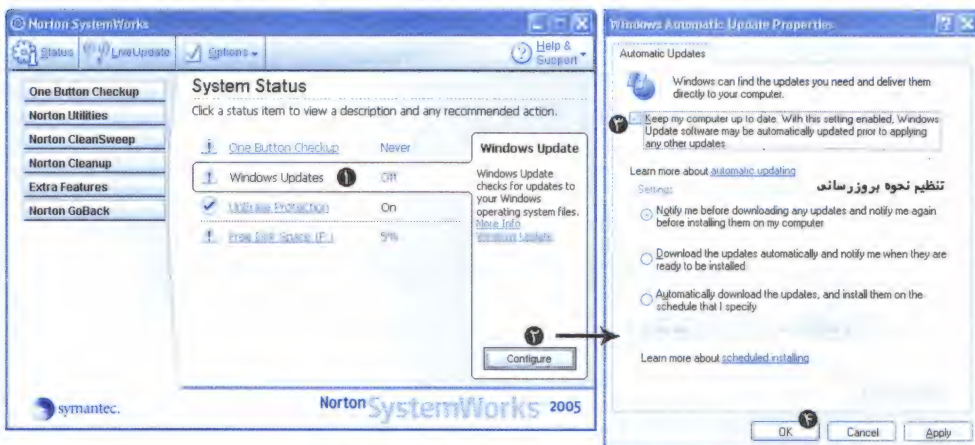 Norton SystemWorks
Status LiveUpdate Options Help & Support
One Button Checkup
Norton Utilities
Norton CleanSweep
Norton Cleanup
Extra Features
Norton GoBack
System Status
Click a status item to view a description and any recommended action.
One Button Checkup Never
Windows Updates ۱ Off
UnErase Protection On
Free Disk Space (F:) 5%
Windows Update
Windows Update
checks for updates to
your Windows
operating system files.
More Info
Windows Update
۲
Configure
symantec.
Norton SystemWorks 2005
Windows Automatic Update Properties
Automatic Updates
Windows can find the updates you need and deliver them
directly to your computer.
۳ Keep my computer up to date. With this setting enabled, Windows
Update software may be automatically updated prior to applying
any other updates
Learn more about automatic updating
Settings
تنظیم نحوه بروزرسانی
Notify me before downloading any updates and notify me again
before installing them on my computer
Download the updates automatically and notify me when they are
ready to be installed
Automatically download the updates, and install them on the
schedule that I specify
Learn more about scheduled installing
۴
OK Cancel Apply